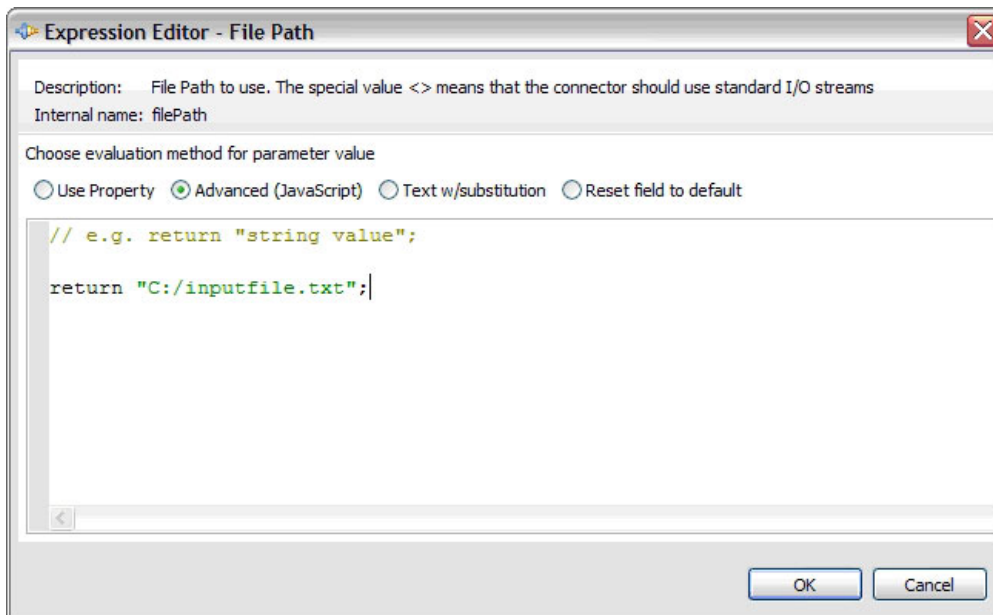 Expression Editor - File Path
Description: File Path to use. The special value <> means that the connector should use standard I/O streams
Internal name: filePath
Choose evaluation method for parameter value
Use Property Advanced (JavaScript) Text w/substitution Reset field to default
// e.g. return "string value";
return "C:/inputfile.txt";
OK Cancel